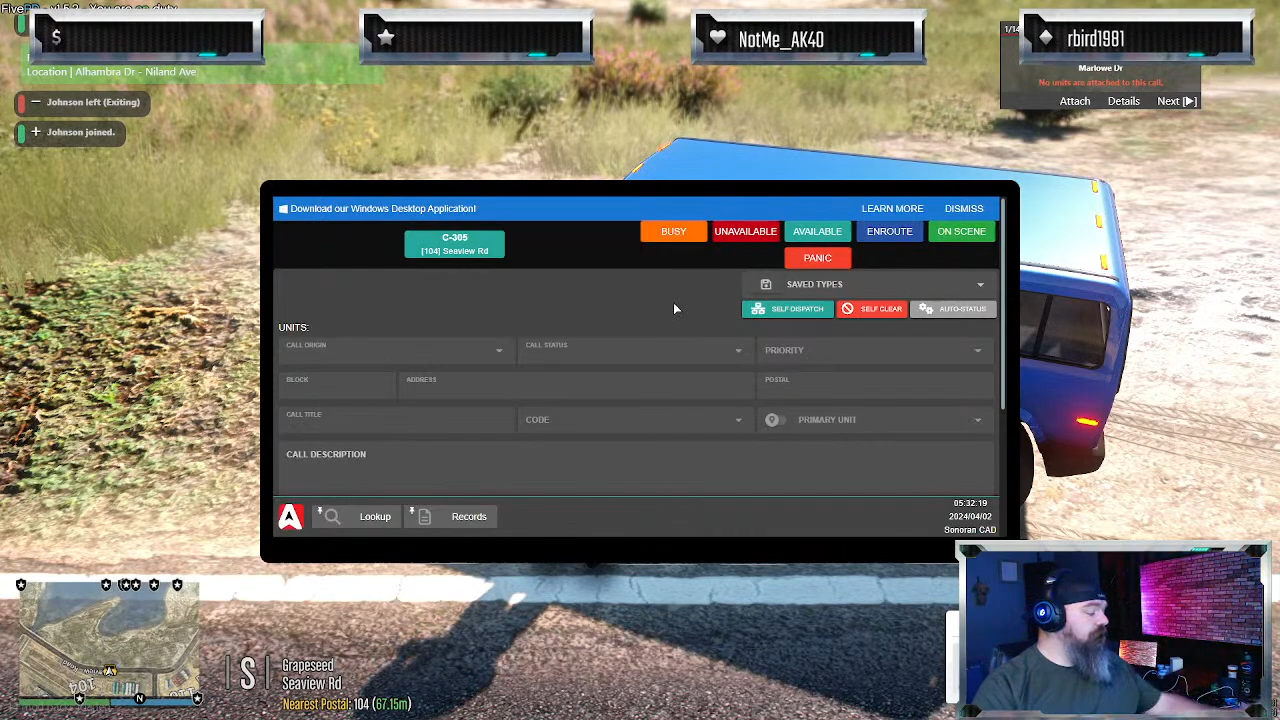 $
NotMe_AK40
rbird1981
Location | Alhambra Dr - Niland Ave
1/14
Marlowe Dr
No units are attached to this call.
Attach Details Next [▶]
− Johnson left (Exiting)
+ Johnson joined.
Download our Windows Desktop Application!
LEARN MORE DISMISS
C-305
[104] Seaview Rd
BUSY UNAVAILABLE AVAILABLE ENROUTE ON SCENE
PANIC
SAVED TYPES
SELF DISPATCH SELF CLEAR AUTO-STATUS
UNITS:
CALL ORIGIN CALL STATUS PRIORITY
BLOCK ADDRESS POSTAL
CALL TITLE CODE PRIMARY UNIT
CALL DESCRIPTION
Lookup Records
05:32:19
2024/04/02
Sonoran CAD
N
| S |
Grapeseed
Seaview Rd
Nearest Postal: 104 (67.15m)